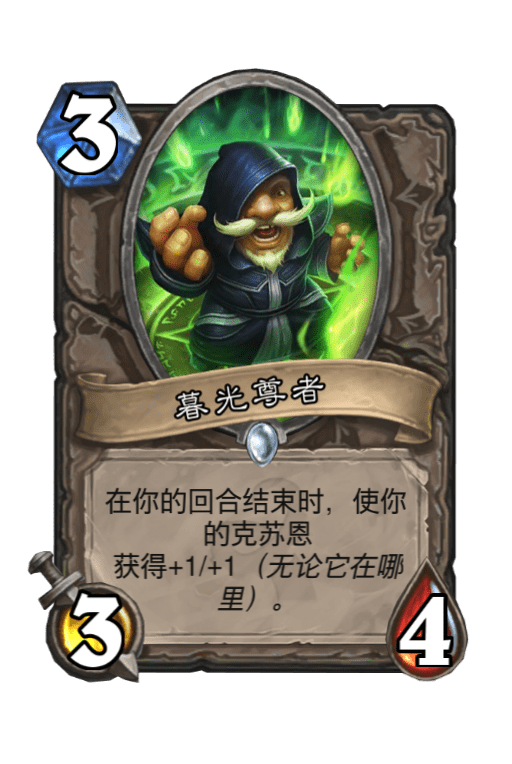 3
暮光尊者
在你的回合结束时，使你
的克苏恩
获得+1/+1（无论它在哪
里）。
3
4